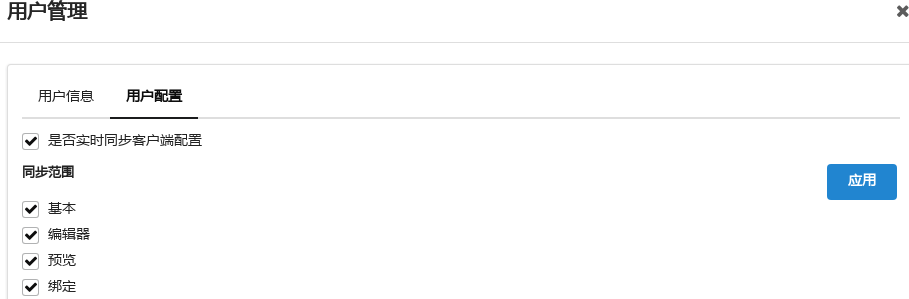 用户管理
用户信息 用户配置
是否实时同步客户端配置
同步范围
应用
基本
编辑器
预览
绑定